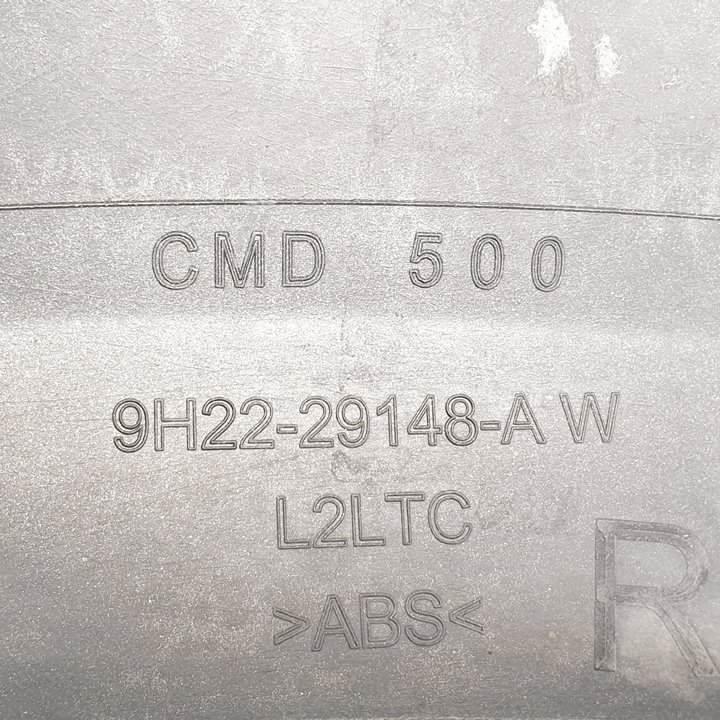 CMD 500
9H22-29148-A W
L2LTC
>ABS<
R